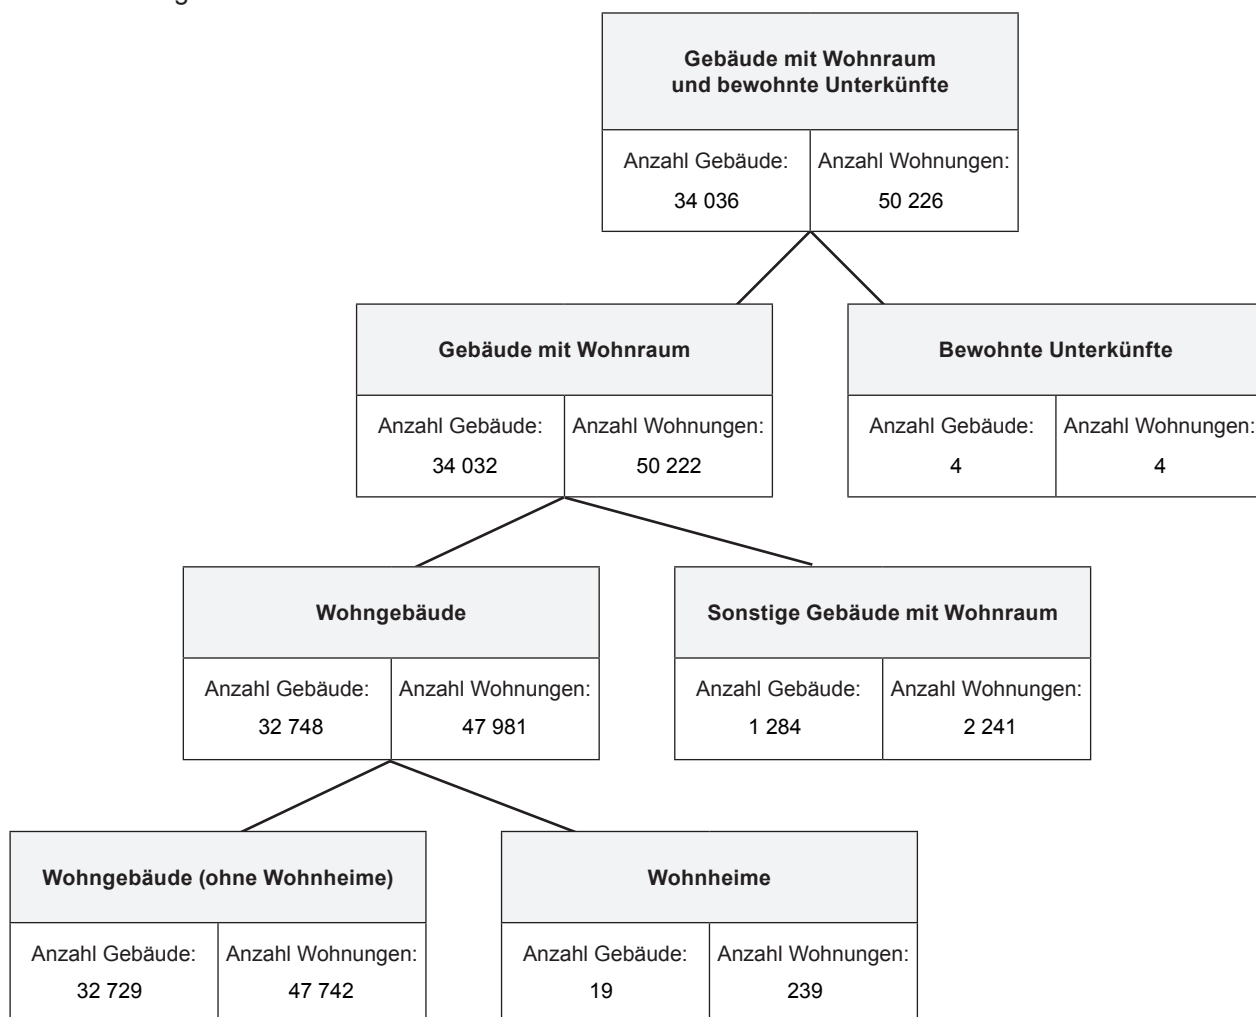 Gebäude mit Wohnraum
und bewohnte Unterkünfte
Anzahl Gebäude: Anzahl Wohnungen:
34 036 50 226
Gebäude mit Wohnraum
Anzahl Gebäude: Anzahl Wohnungen:
34 032 50 222
Bewohnte Unterkünfte
Anzahl Gebäude: Anzahl Wohnungen:
4 4
Wohngebäude
Anzahl Gebäude: Anzahl Wohnungen:
32 748 47 981
Sonstige Gebäude mit Wohnraum
Anzahl Gebäude: Anzahl Wohnungen:
1 284 2 241
Wohngebäude (ohne Wohnheime)
Anzahl Gebäude: Anzahl Wohnungen:
32 729 47 742
Wohnheime
Anzahl Gebäude: Anzahl Wohnungen:
19 239